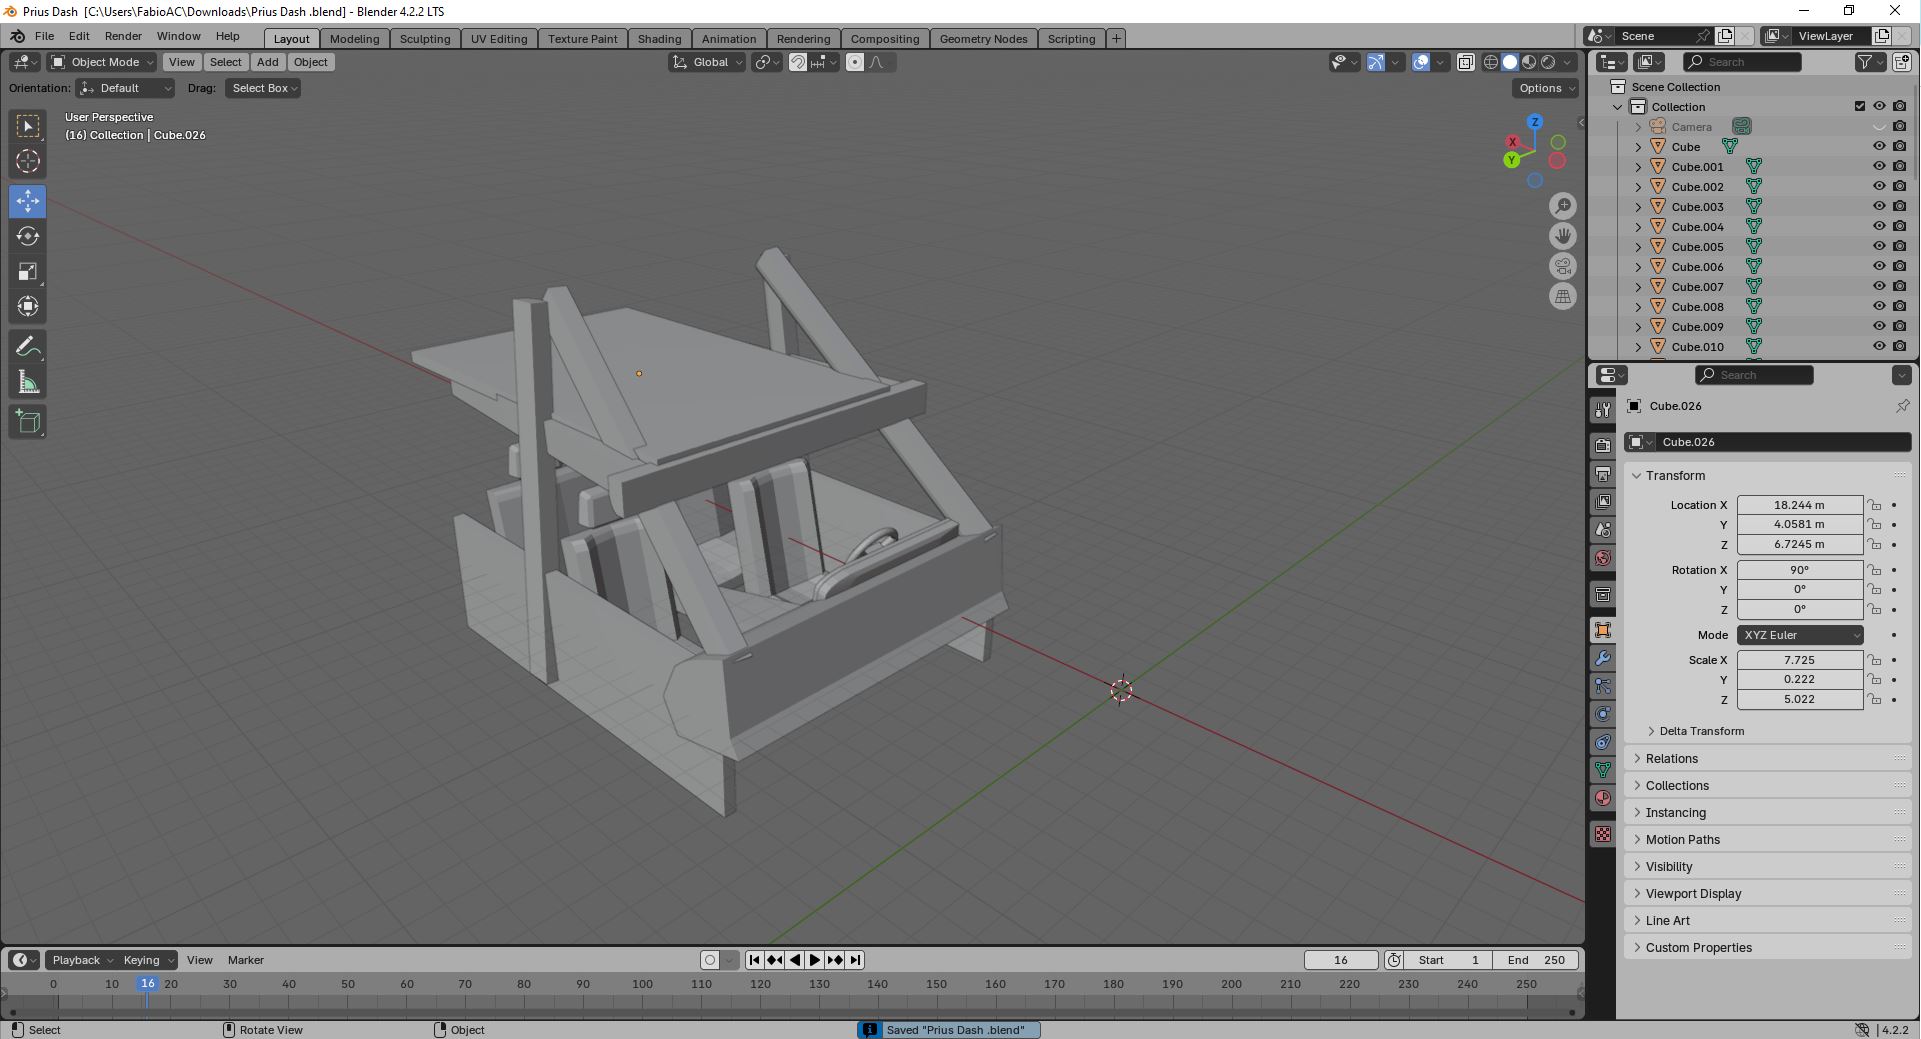 Prius Dash  [C:\Users\FabioAC\Downloads\Prius Dash .blend] - Blender 4.2.2 LTS
File Edit Render Window Help Layout Modeling Sculpting UV Editing Texture Paint Shading Animation Rendering Compositing Geometry Nodes Scripting + Scene ViewLayer
Object Mode View Select Add Object Global Search
Orientation: Default Drag: Select Box Options
User Perspective
(16) Collection | Cube.026
Z
X
Y
Scene Collection
Collection
Camera
Cube
Cube.001
Cube.002
Cube.003
Cube.004
Cube.005
Cube.006
Cube.007
Cube.008
Cube.009
Cube.010
Search
Cube.026
Cube.026
Transform
Location X 18.244 m
Y 4.0581 m
Z 6.7245 m
Rotation X 90°
Y 0°
Z 0°
Mode XYZ Euler
Scale X 7.725
Y 0.222
Z 5.022
Delta Transform
Relations
Collections
Instancing
Motion Paths
Visibility
Viewport Display
Line Art
Custom Properties
Playback Keying View Marker 16 Start 1 End 250
0 10 16 20 30 40 50 60 70 80 90 100 110 120 130 140 150 160 170 180 190 200 210 220 230 240 250
Select Rotate View Object Saved "Prius Dash .blend" 4.2.2